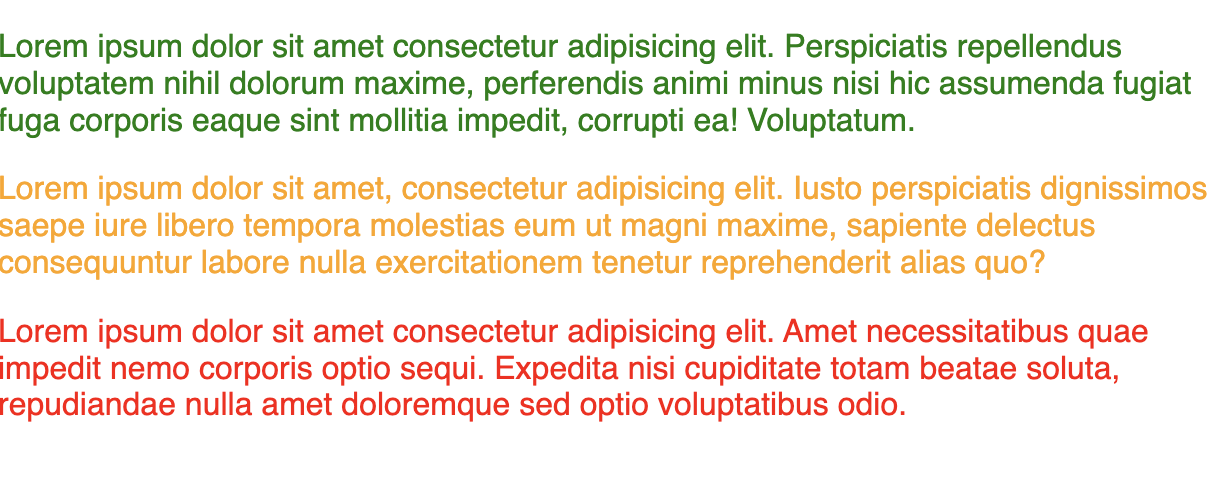 Lorem ipsum dolor sit amet consectetur adipisicing elit. Perspiciatis repellendus
voluptatem nihil dolorum maxime, perferendis animi minus nisi hic assumenda fugiat
fuga corporis eaque sint mollitia impedit, corrupti ea! Voluptatum.
Lorem ipsum dolor sit amet, consectetur adipisicing elit. Iusto perspiciatis dignissimos
saepe iure libero tempora molestias eum ut magni maxime, sapiente delectus
consequuntur labore nulla exercitationem tenetur reprehenderit alias quo?
Lorem ipsum dolor sit amet consectetur adipisicing elit. Amet necessitatibus quae
impedit nemo corporis optio sequi. Expedita nisi cupiditate totam beatae soluta,
repudiandae nulla amet doloremque sed optio voluptatibus odio.